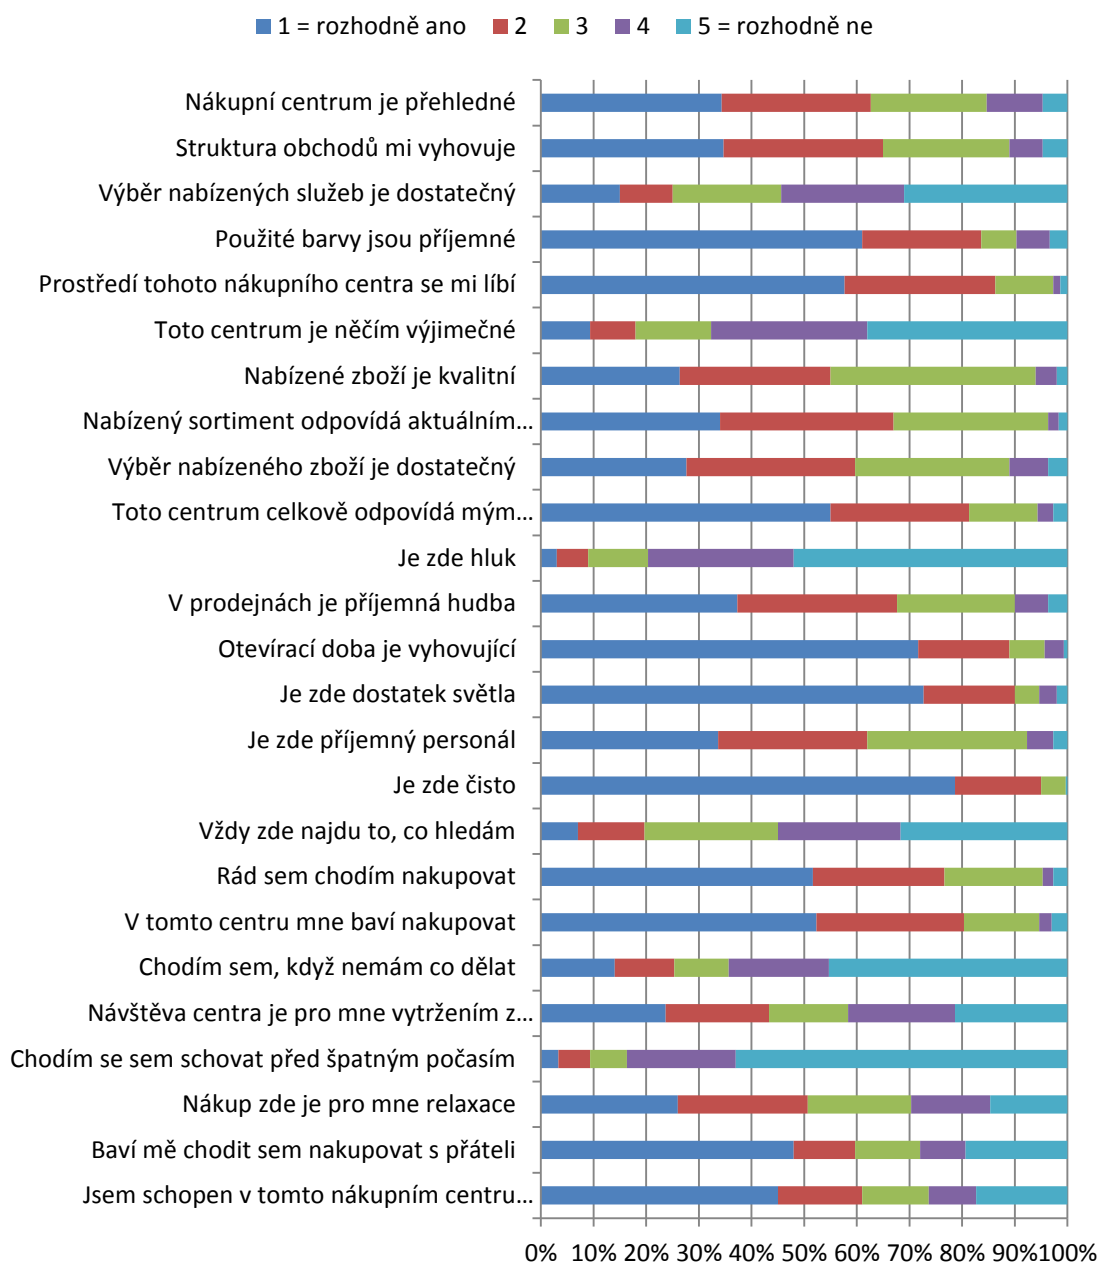 1 = rozhodně ano 2 3 4 5 = rozhodně ne
Nákupní centrum je přehledné
Struktura obchodů mi vyhovuje
Výběr nabízených služeb je dostatečný
Použité barvy jsou příjemné
Prostředí tohoto nákupního centra se mi líbí
Toto centrum je něčím výjimečné
Nabízené zboží je kvalitní
Nabízený sortiment odpovídá aktuálním...
Výběr nabízeného zboží je dostatečný
Toto centrum celkově odpovídá mým...
Je zde hluk
V prodejnách je příjemná hudba
Otevírací doba je vyhovující
Je zde dostatek světla
Je zde příjemný personál
Je zde čisto
Vždy zde najdu to, co hledám
Rád sem chodím nakupovat
V tomto centru mne baví nakupovat
Chodím sem, když nemám co dělat
Návštěva centra je pro mne vytržením z...
Chodím se sem schovat před špatným počasím
Nákup zde je pro mne relaxace
Baví mě chodit sem nakupovat s přáteli
Jsem schopen v tomto nákupním centru...
0% 10% 20% 30% 40% 50% 60% 70% 80% 90% 100%